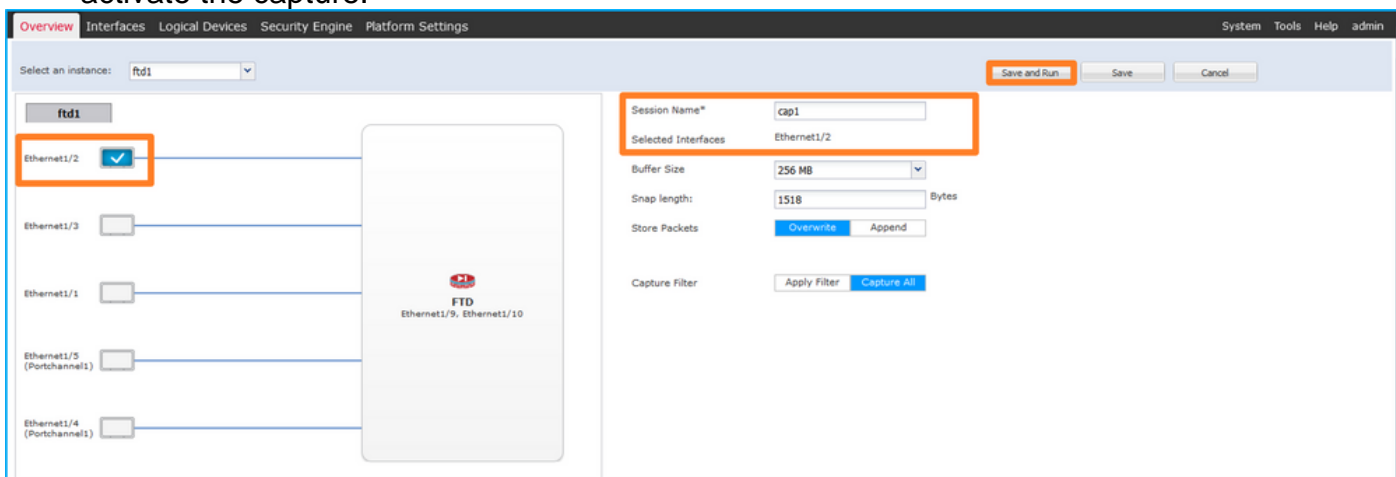 activate the capture.
Overview Interfaces Logical Devices Security Engine Platform Settings System Tools Help admin
Select an instance: ftd1 Save and Run Save Cancel
ftd1
Ethernet1/2
Ethernet1/3
Ethernet1/1
Ethernet1/5
(Portchannel1)
Ethernet1/4
(Portchannel1)
FTD
Ethernet1/9, Ethernet1/10
Session Name* cap1
Selected Interfaces Ethernet1/2
Buffer Size 256 MB
Snap length: 1518 Bytes
Store Packets Overwrite Append
Capture Filter Apply Filter Capture All